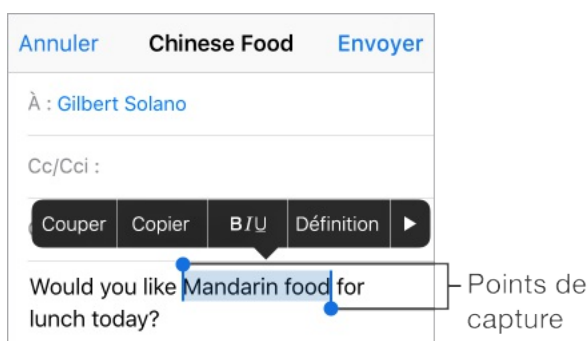 Annuler Chinese Food Envoyer
À : Gilbert Solano
Cc/Cci :
Couper Copier BIU Définition ▶
Would you like Mandarin food for
lunch today?
Points de
capture